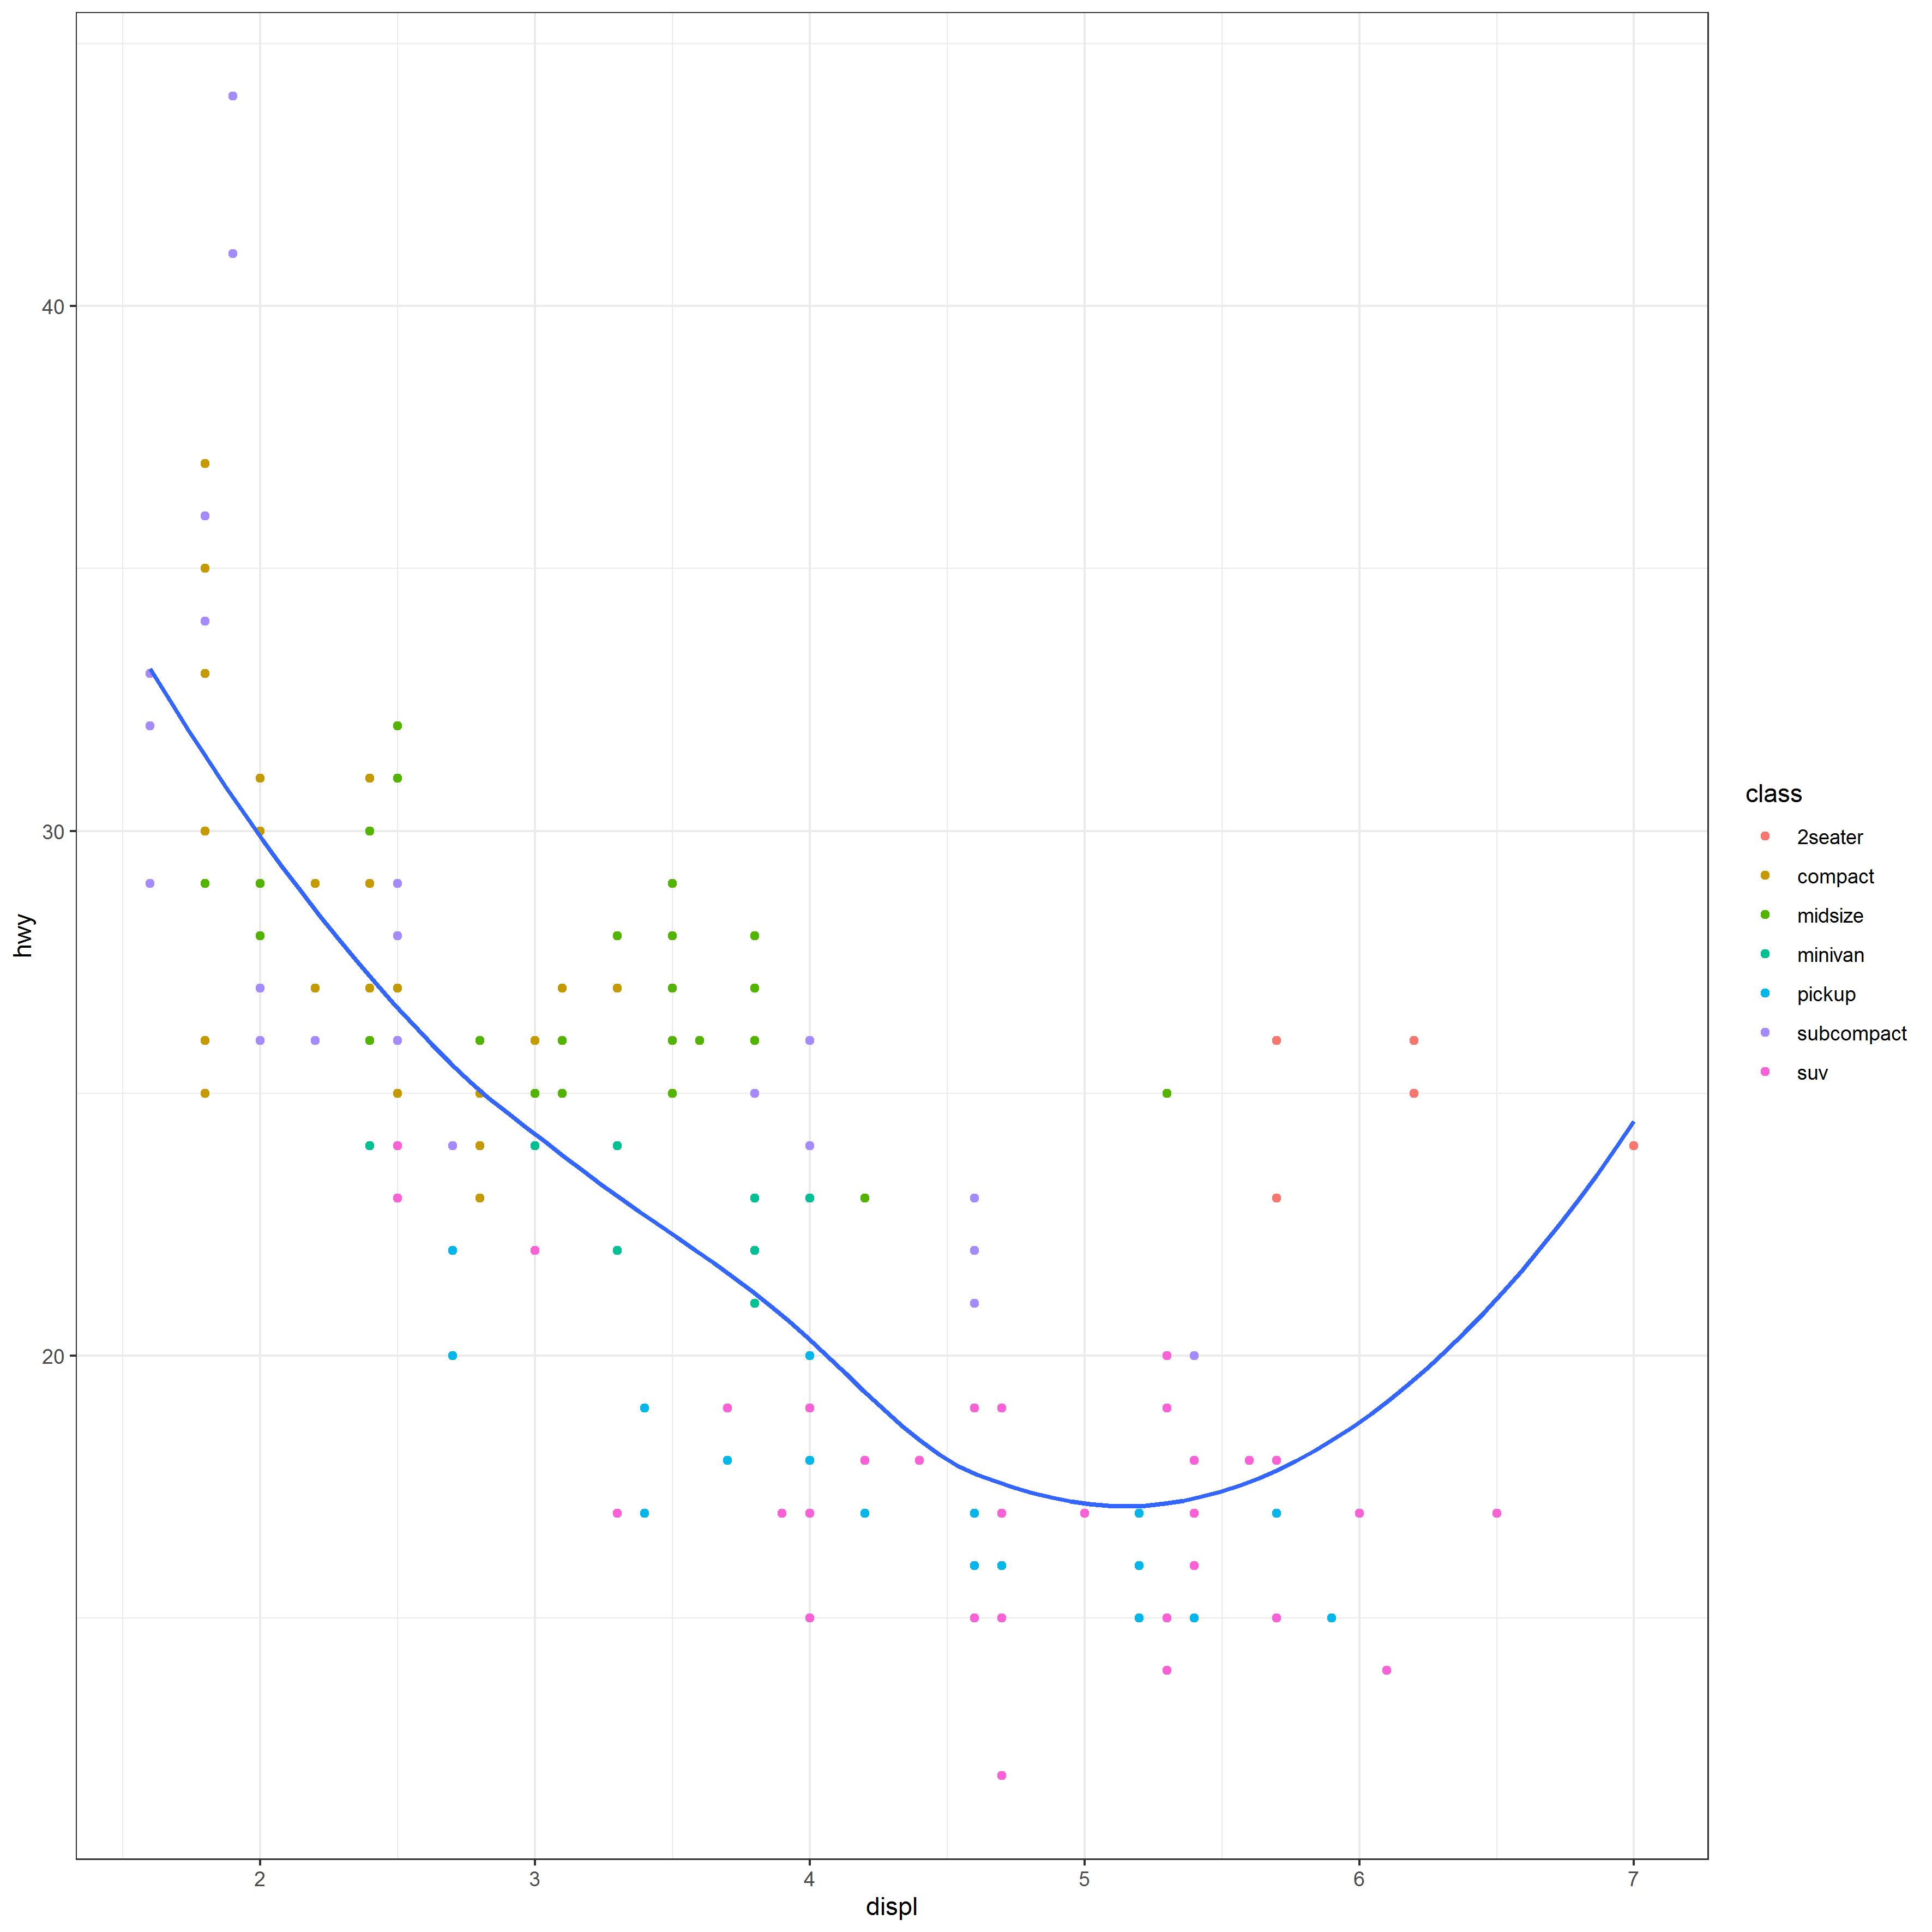 40
30
20
hwy
2 3 4 5 6 7
displ
class
2seater
compact
midsize
minivan
pickup
subcompact
suv